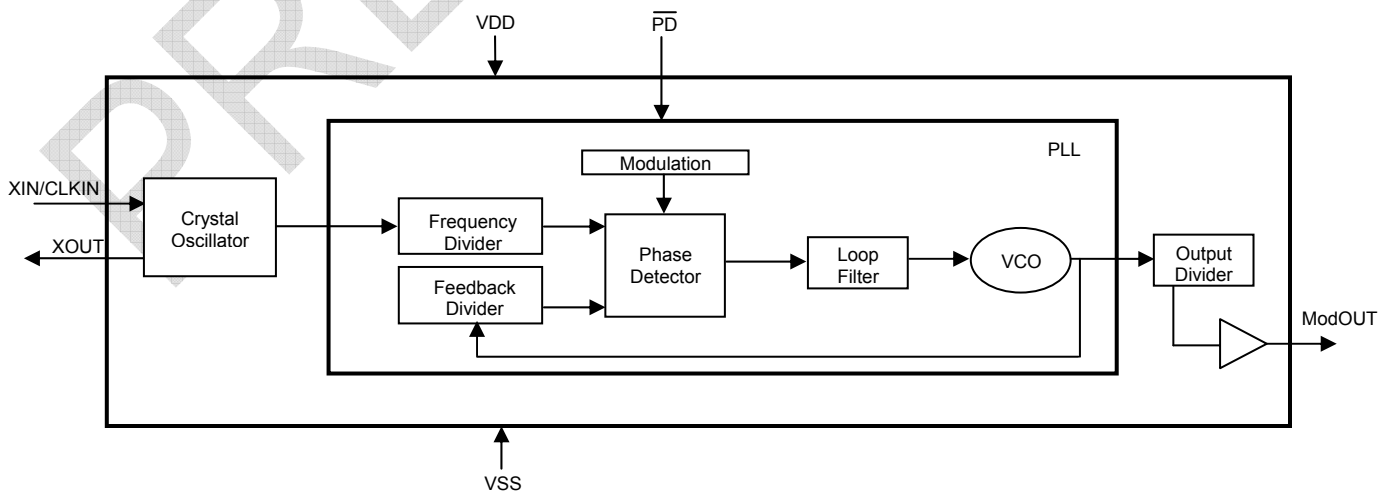 VDD
PD
PLL
Modulation
XIN/CLKIN
XOUT
Crystal
Oscillator
Frequency
Divider
Feedback
Divider
Phase
Detector
Loop
Filter
VCO
Output
Divider
ModOUT
VSS
PRE